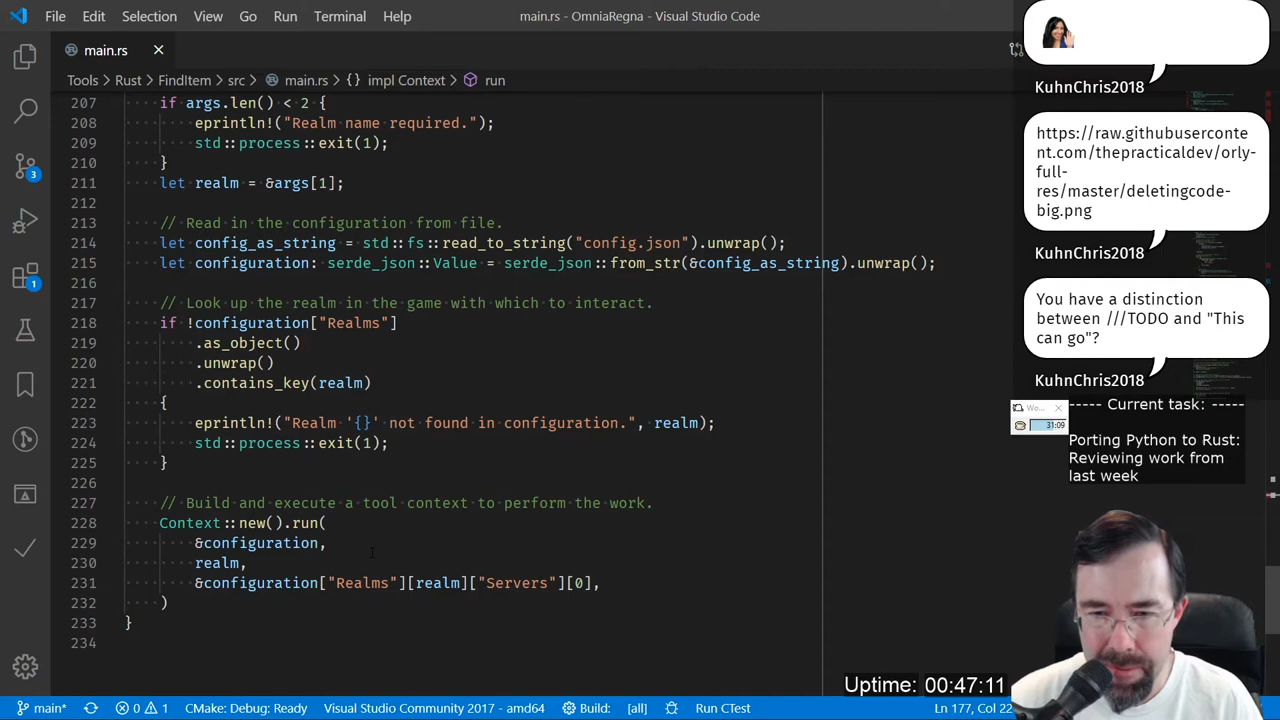 File Edit Selection View Go Run Terminal Help
main.rs - OmniaRegna - Visual Studio Code
main.rs
Tools > Rust > FindItem > src > main.rs > {} impl Context > run
207 if args.len() < 2 {
208 eprintln!("Realm name required.");
209 std::process::exit(1);
210 }
211 let realm = &args[1];
212
213 // Read in the configuration from file.
214 let config_as_string = std::fs::read_to_string("config.json").unwrap();
215 let configuration: serde_json::Value = serde_json::from_str(&config_as_string).unwrap();
216
217 // Look up the realm in the game with which to interact.
218 if !configuration["Realms"]
219 .as_object()
220 .unwrap()
221 .contains_key(realm)
222 {
223 eprintln!("Realm '{}' not found in configuration.", realm);
224 std::process::exit(1);
225 }
226
227 // Build and execute a tool context to perform the work.
228 Context::new().run(
229 &configuration,
230 realm,
231 &configuration["Realms"][realm]["Servers"][0],
232 )
233 }
234
3
1
KuhnChris2018
https://raw.githubuserconte
nt.com/thepracticaldev/orly-
full-
res/master/deletingcode-
big.png
KuhnChris2018
You have a distinction
between ///TODO and "This
can go"?
KuhnChris2018
Wo...
31:09
----- Current task: -----
Porting Python to Rust:
Reviewing work from
last week
Uptime: 00:47:11
main* 0 1 CMake: Debug: Ready Visual Studio Community 2017 - amd64 Build: [all] Run CTest Ln 177, Col 22